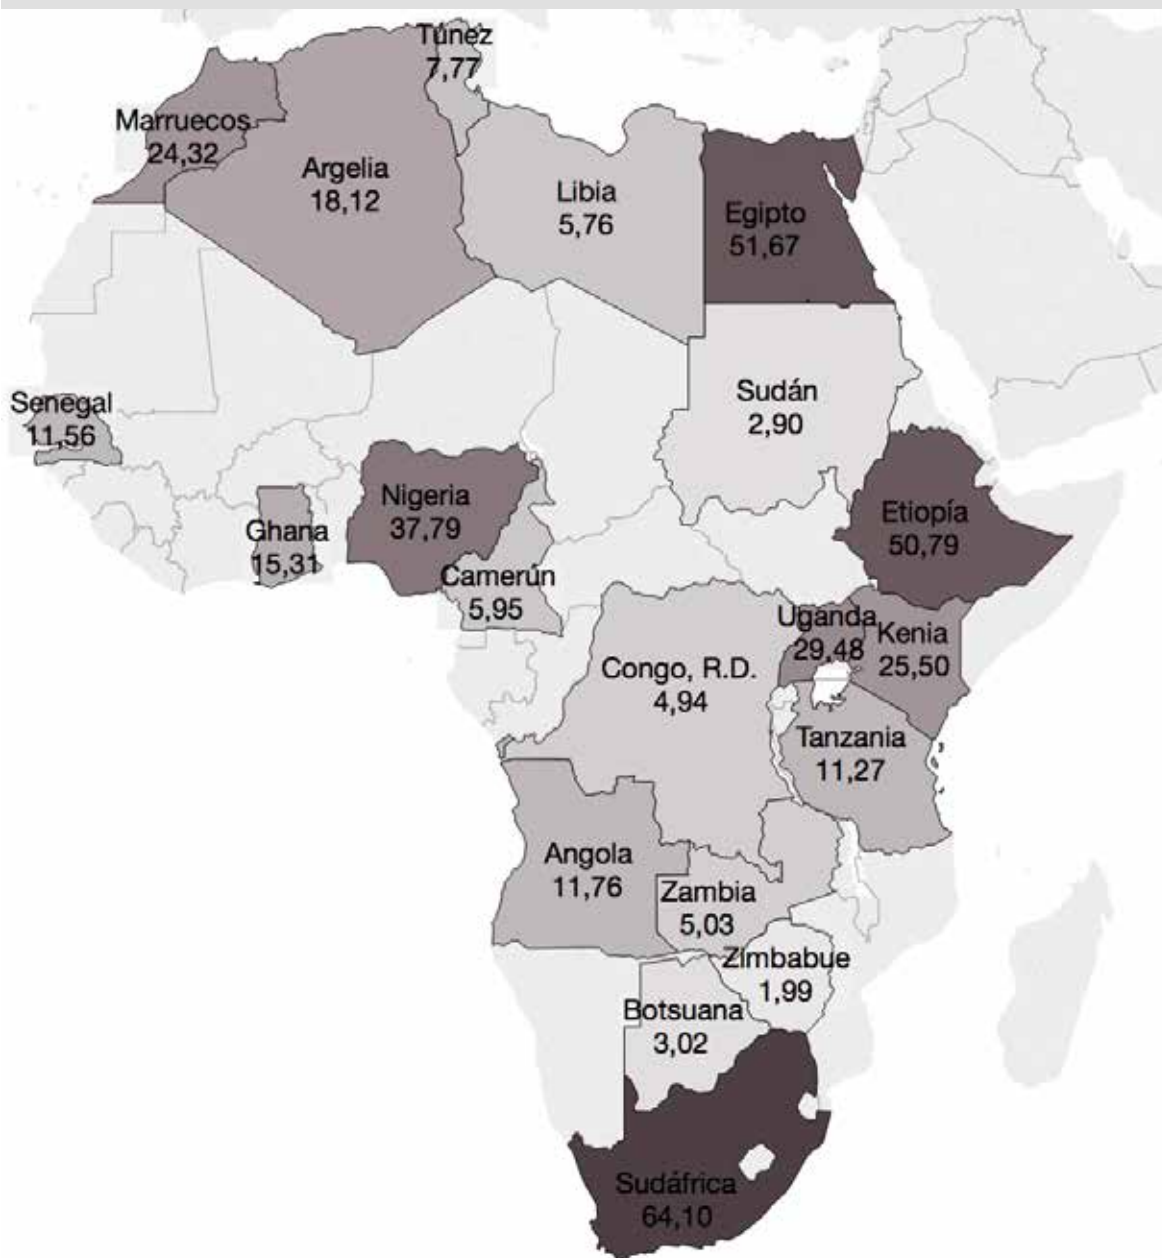 Túnez
7,77
Marruecos
24,32
Argelia
18,12
Libia
5,76
Egipto
51,67
Sudán
2,90
Senegal
11,56
Nigeria
37,79
Ghana
15,31
Camerún
5,95
Etiopía
50,79
Uganda
29,48
Kenia
25,50
Congo, R.D.
4,94
Tanzania
11,27
Angola
11,76
Zambia
5,03
Zimbabue
1,99
Botsuana
3,02
Sudáfrica
64,10